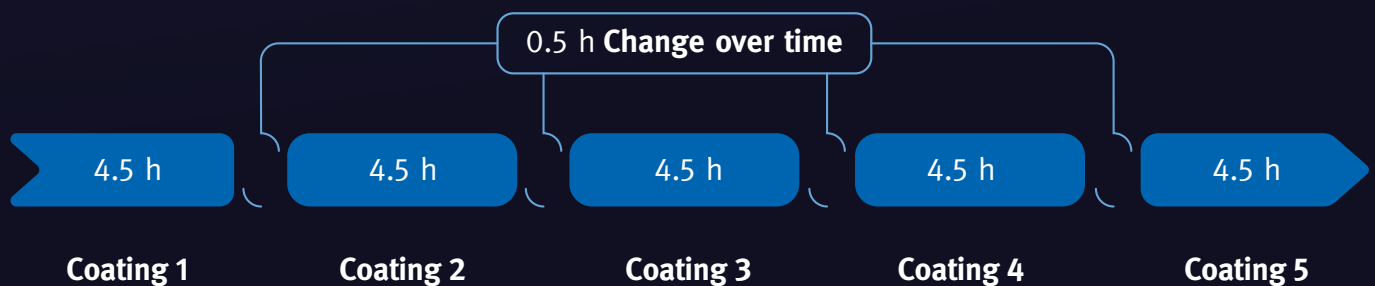 0.5 h Change over time
4.5 h 4.5 h 4.5 h 4.5 h 4.5 h
Coating 1 Coating 2 Coating 3 Coating 4 Coating 5